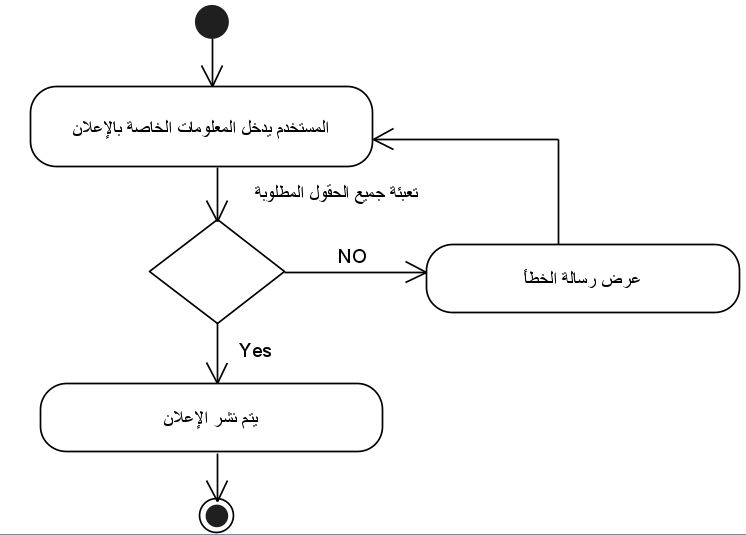 المستخدم يدخل المعلومات الخاصة بالإعلان
تعبئة جميع الحقول المطلوبة
NO
عرض رسالة الخطأ
Yes
يتم نشر الإعلان